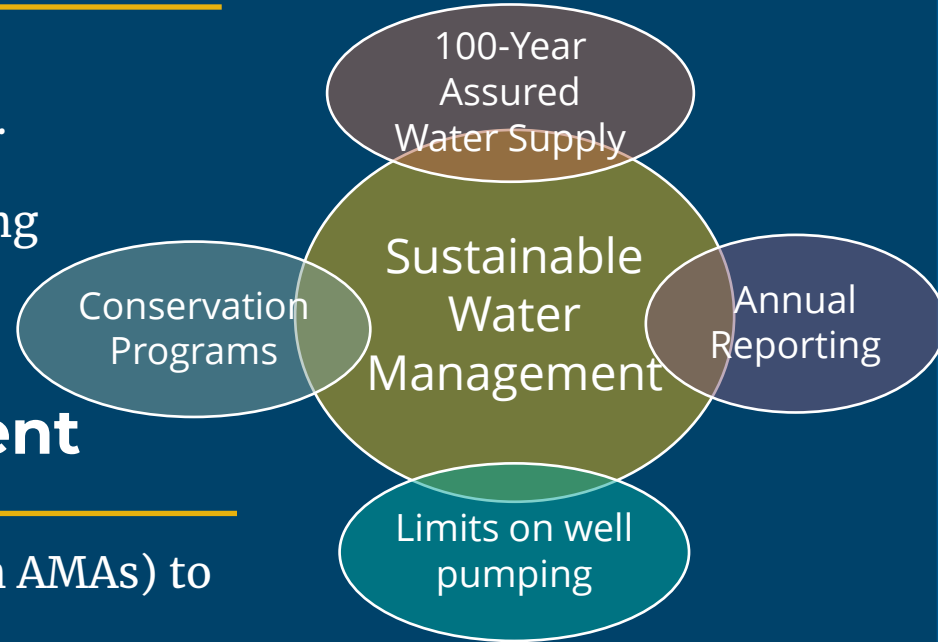 .
ng
ent
AMAs) to
100-Year
Assured
Water Supply
Conservation
Programs
Sustainable
Water
Management
Annual
Reporting
Limits on well
pumping